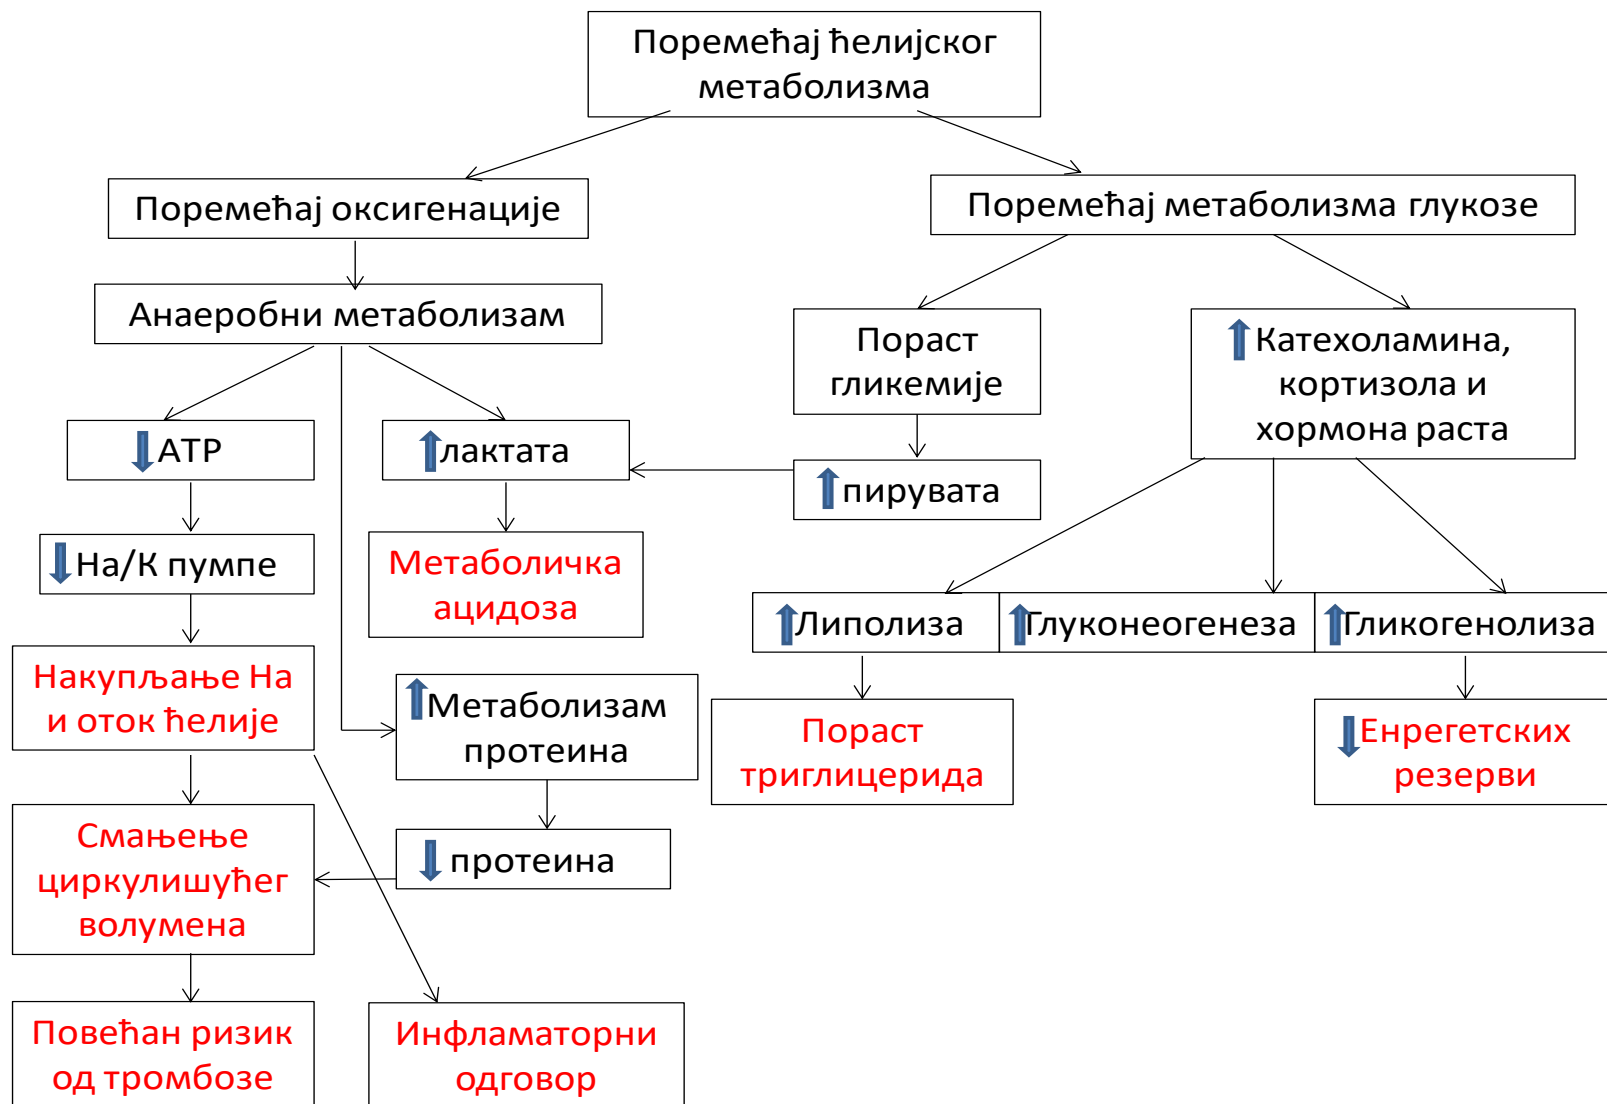 Поремећај ћелијског
метаболизма
Поремећај оксигенације
Поремећај метаболизма глукозе
Анаеробни метаболизам
Пораст
гликемије
Катехоламина,
кортизола и
хормона раста
АТР
лактата
пирувата
На/К пумпе
Метаболичка
ацидоза
Липолиза
Глуконеогенеза
Гликогенолиза
Накупљање На
и оток ћелије
Метаболизам
протеина
Пораст
триглицерида
Енрегетских
резерви
Смањење
циркулишућег
волумена
протеина
Повећан ризик
од тромбозе
Инфламаторни
одговор